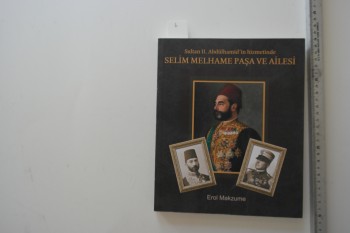 Sultan II. Abdülhamid'in hizmetinde
SELİM MELHAME PAŞA VE AİLESİ
Erol Makzume